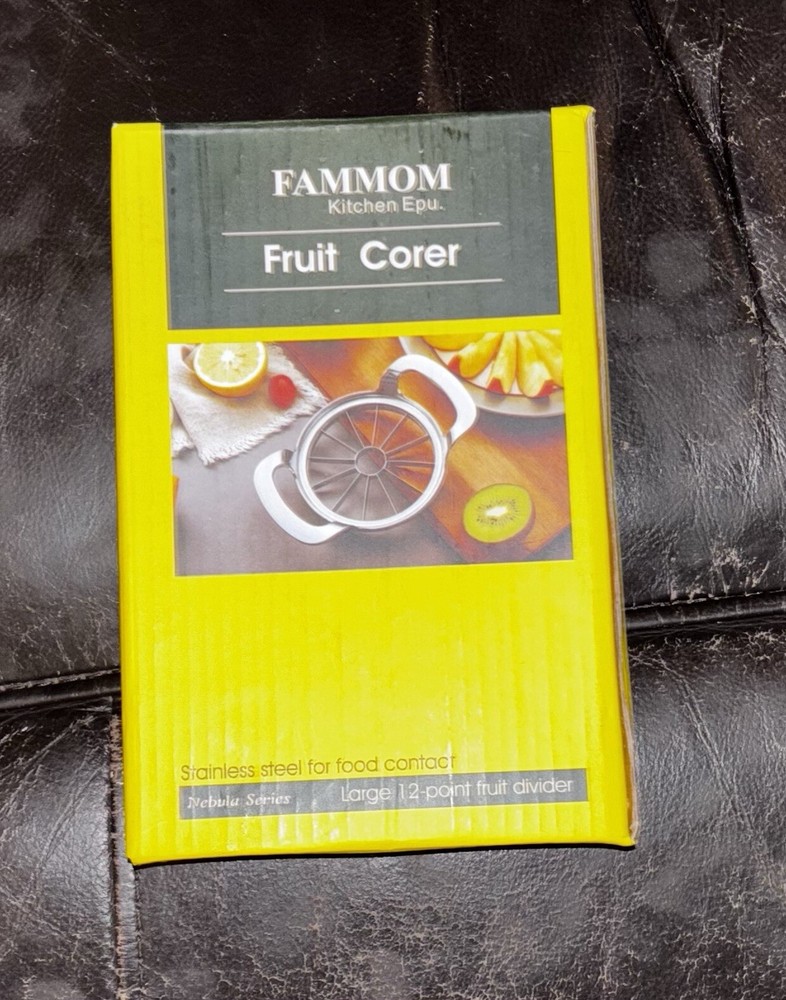 FAMMOM
Kitchen Epu.
Fruit Corer
Stainless steel for food contact
Nebula Series Large 12-point fruit divider